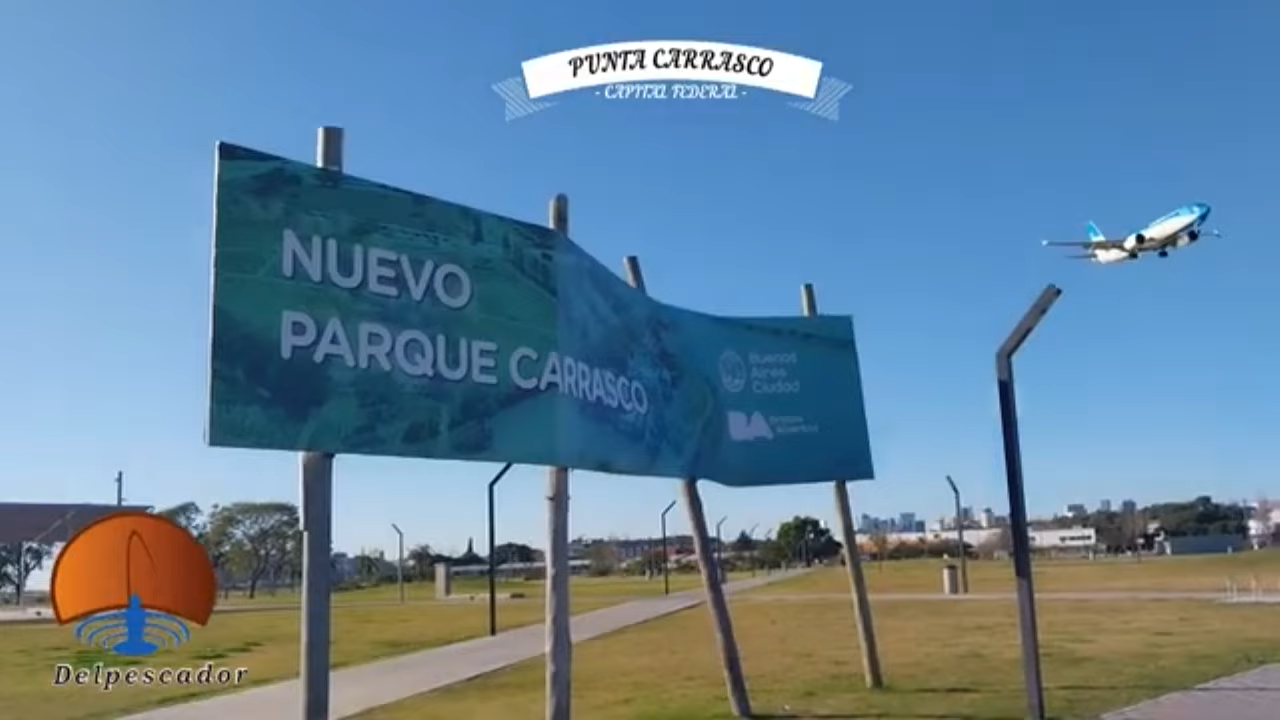 PUNTA CARRASCO
- CAPITAL FEDERAL -
NUEVO
PARQUE CARRASCO
Buenos
Aires
Ciudad
BA
Delpescador